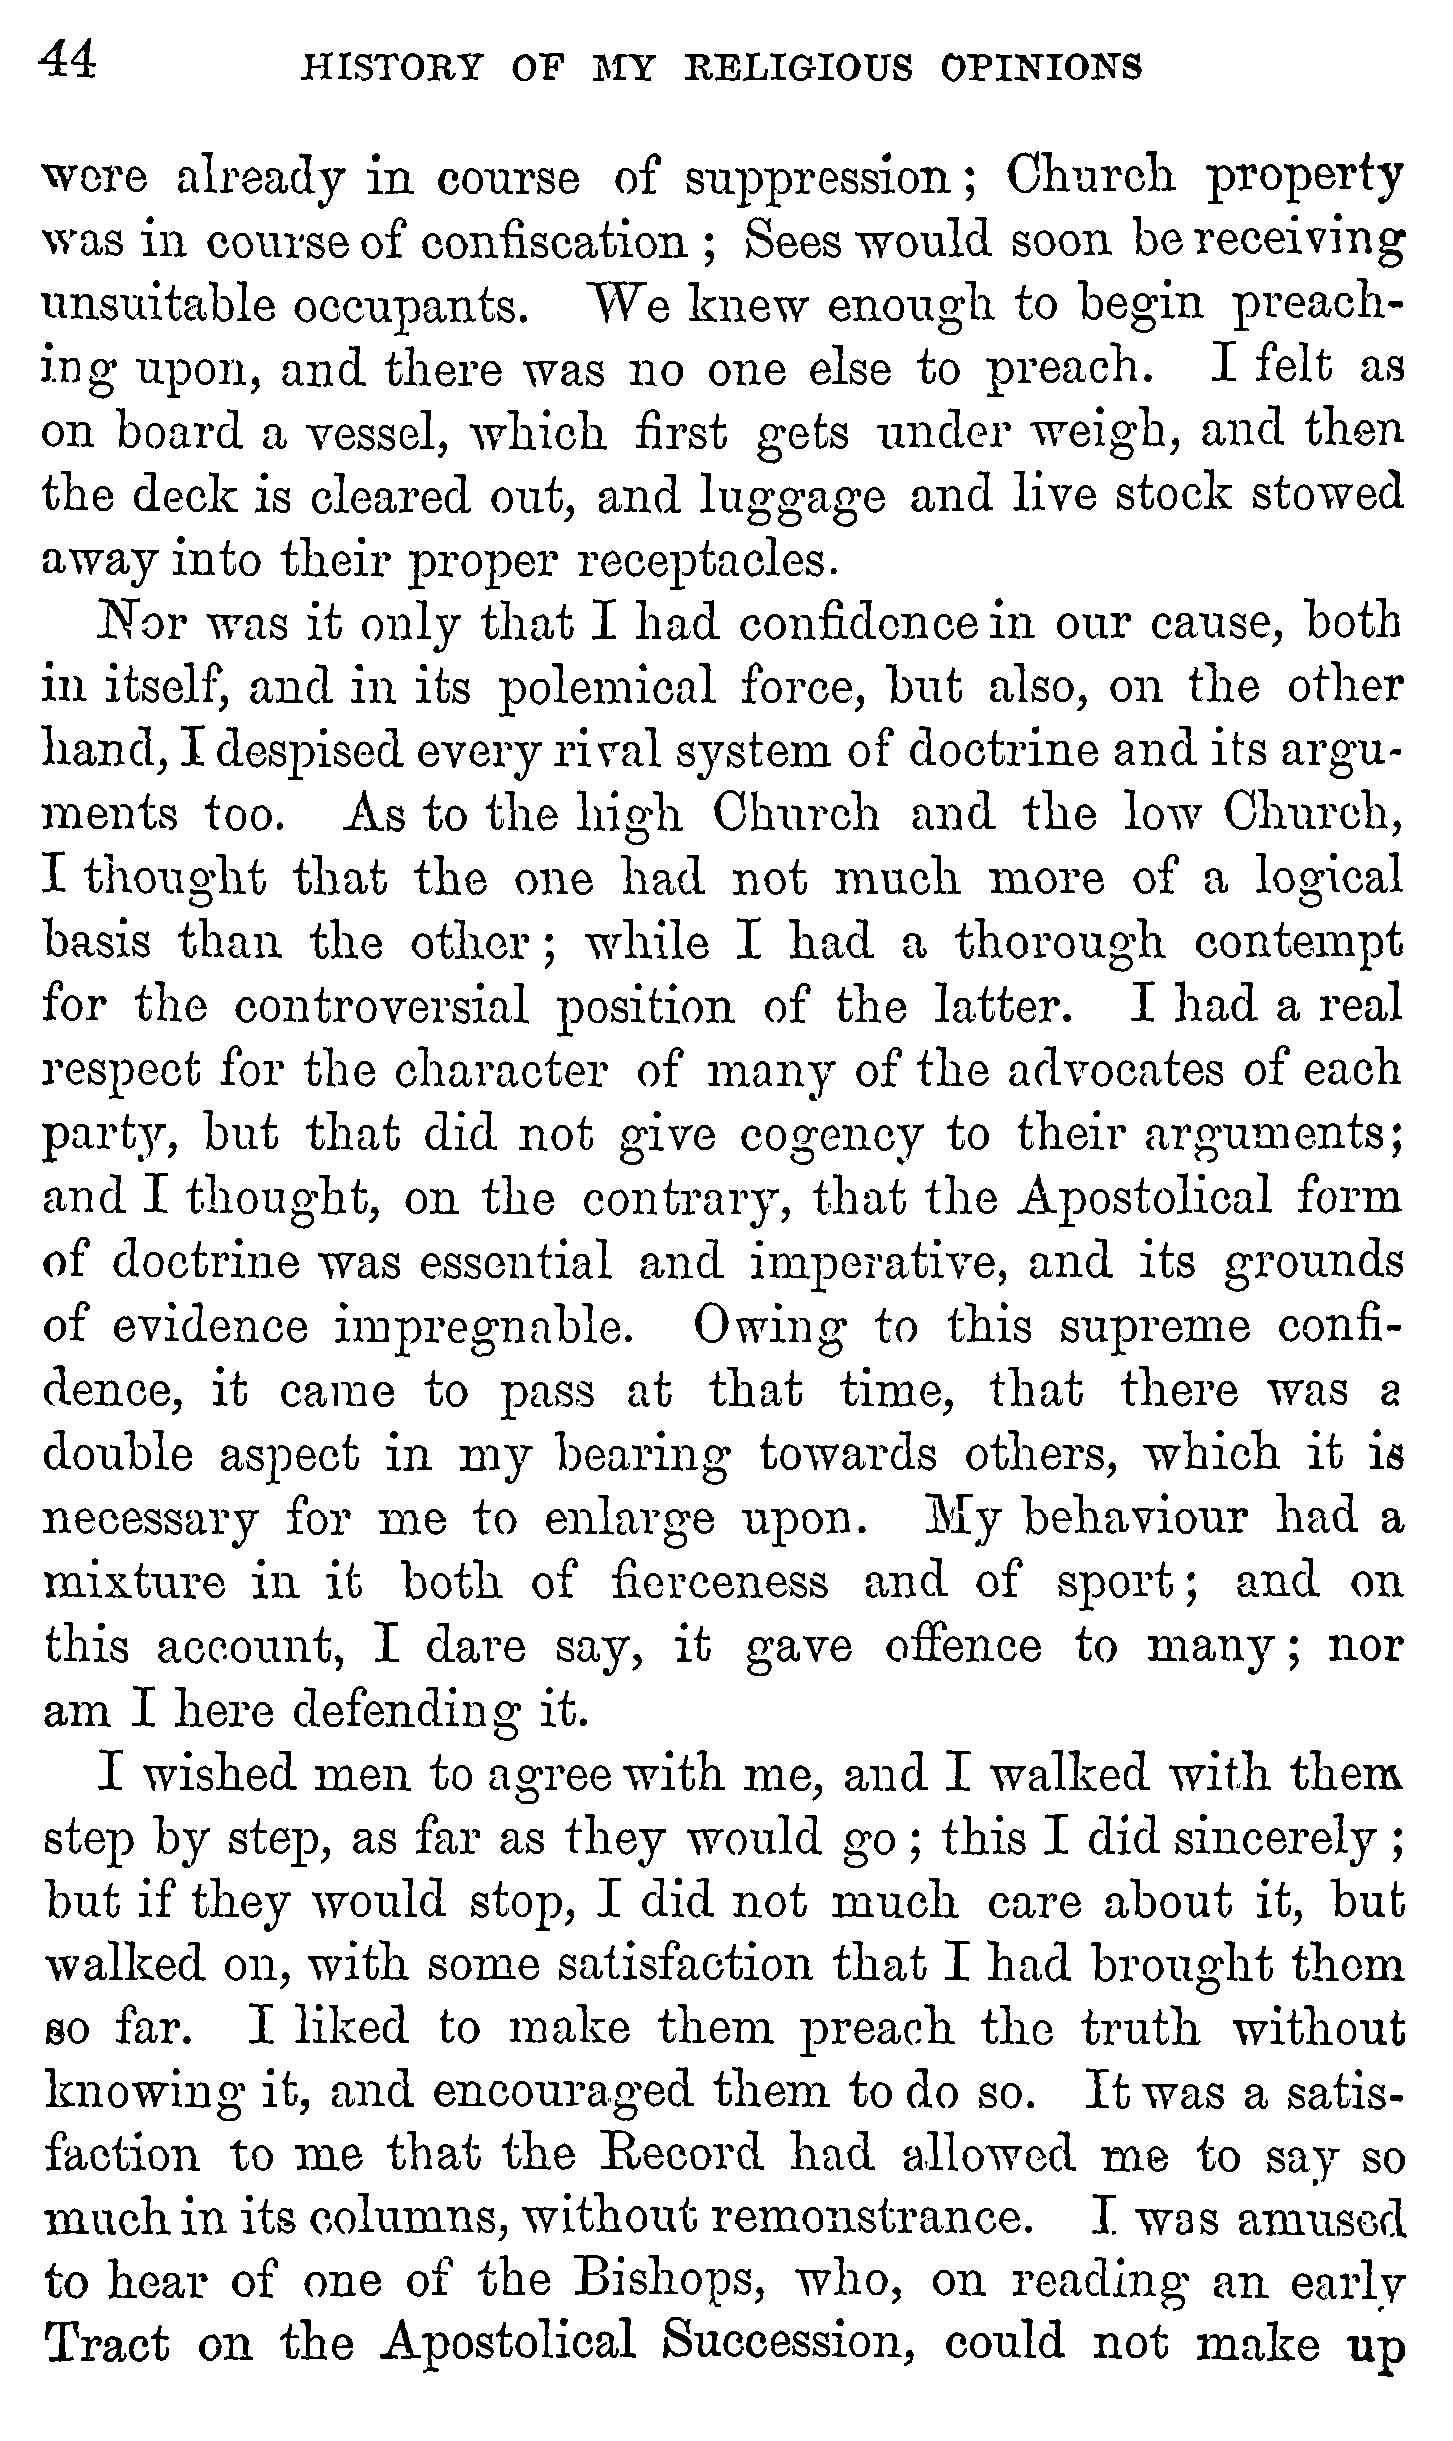 44 HISTORY OF MY RELIGIOUS OPINIONS
were already in course of suppression; Church property
was in course of confiscation; Sees would soon be receiving
unsuitable occupants. We knew enough to begin preach-
ing upon, and there was no one else to preach. I felt as
on board a vessel, which first gets under weigh, and then
the deck is cleared out, and luggage and live stock stowed
away into their proper receptacles.
Nor was it only that I had confidence in our cause, both
in itself, and in its polemical force, but also, on the other
hand, I despised every rival system of doctrine and its argu-
ments too. As to the high Church and the low Church,
I thought that the one had not much more of a logical
basis than the other; while I had a thorough contempt
for the controversial position of the latter. I had a real
respect for the character of many of the advocates of each
party, but that did not give cogency to their arguments;
and I thought, on the contrary, that the Apostolical form
of doctrine was essential and imperative, and its grounds
of evidence impregnable. Owing to this supreme confi-
dence, it came to pass at that time, that there was a
double aspect in my bearing towards others, which it is
necessary for me to enlarge upon. My behaviour had a
mixture in it both of fierceness and of sport; and on
this account, I dare say, it gave offence to many; nor
am I here defending it.
I wished men to agree with me, and I walked with them
step by step, as far as they would go; this I did sincerely;
but if they would stop, I did not much care about it, but
walked on, with some satisfaction that I had brought them
so far. I liked to make them preach the truth without
knowing it, and encouraged them to do so. It was a satis-
faction to me that the Record had allowed me to say so
much in its columns, without remonstrance. I was amused
to hear of one of the Bishops, who, on reading an early
Tract on the Apostolical Succession, could not make up